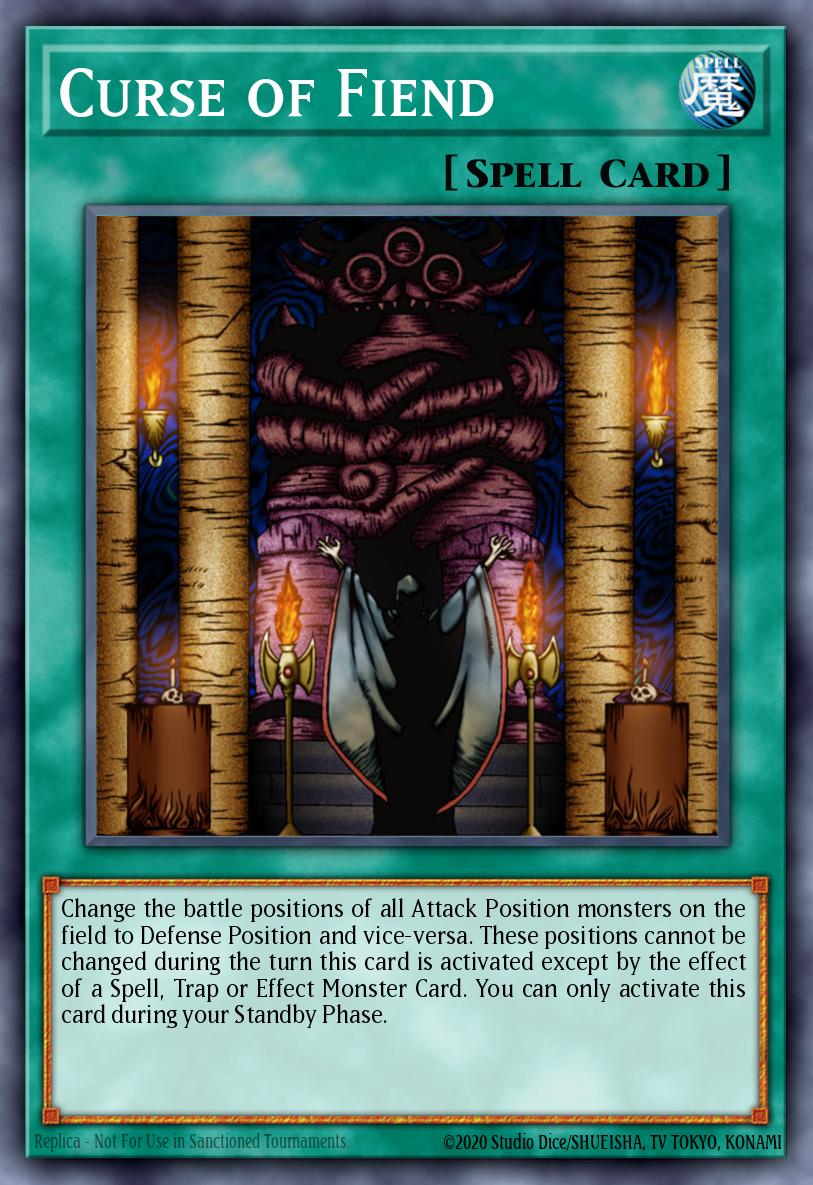 CURSE OF FIEND
SPELL
魔
[ SPELL CARD ]
Change the battle positions of all Attack Position monsters on the
field to Defense Position and vice-versa. These positions cannot be
changed during the turn this card is activated except by the effect
of a Spell, Trap or Effect Monster Card. You can only activate this
card during your Standby Phase.
Replica - Not For Use in Sanctioned Tournaments.
©2020 Studio Dice/SHUEISHA, TV TOKYO, KONAMI